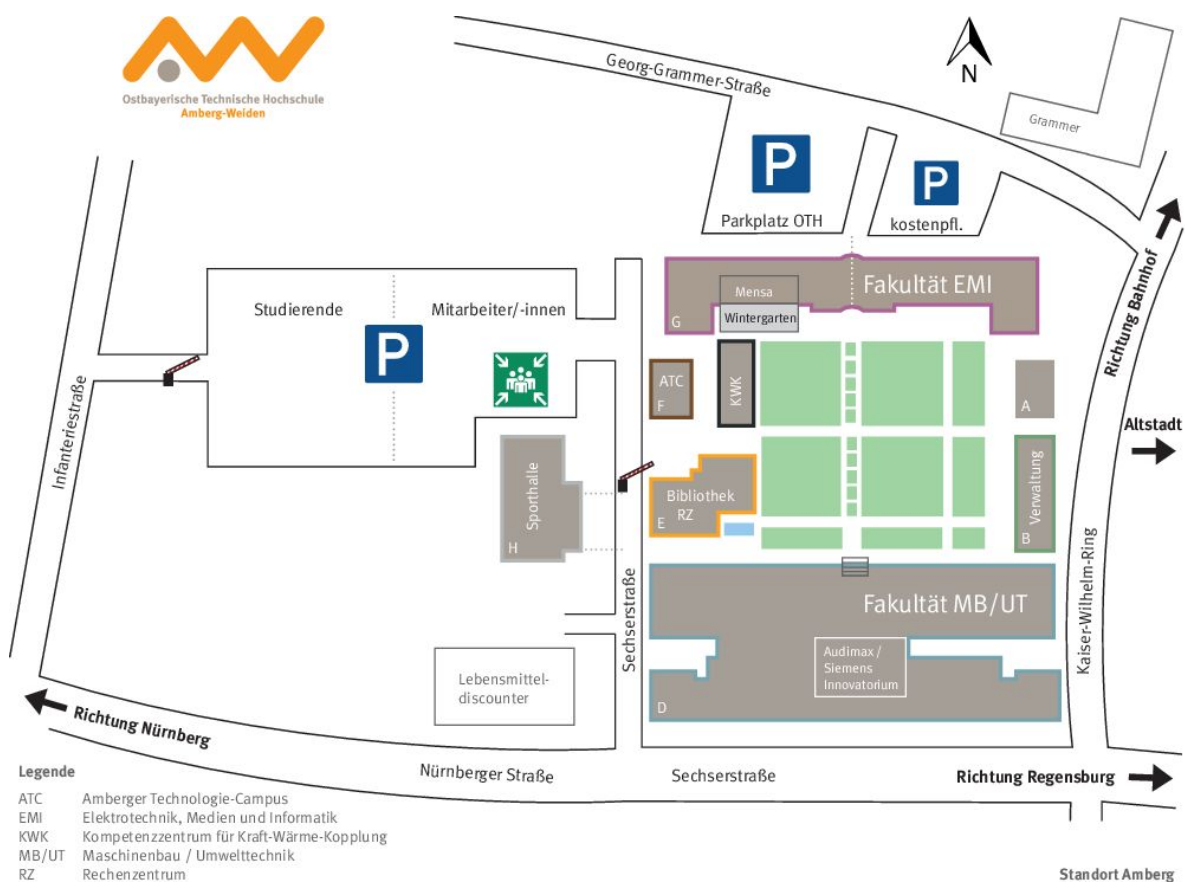 Ostbayerische Technische Hochschule
Amberg-Weiden
Georg-Grammer-Straße
N
Grammer
P
Parkplatz OTH
P
kostenpfl.
Richtung Bahnhof
Studierende
Mitarbeiter/-innen
P
Mensa
Wintergarten
Fakultät EMI
G
ATC
F
KWK
A
Altstadt
Infanteriestraße
Sporthalle
H
Bibliothek
RZ
E
Verwaltung
B
Kaiser-Wilhelm-Ring
Sechserstraße
Fakultät MB/UT
Audimax /
Siemens
Innovatorium
D
Lebensmittel-
discounter
Richtung Nürnberg
Nürnberger Straße
Sechserstraße
Richtung Regensburg
Legende
ATC Amberger Technologie-Campus
EMI Elektrotechnik, Medien und Informatik
KWK Kompetenzzentrum für Kraft-Wärme-Kopplung
MB/UT Maschinenbau / Umwelttechnik
RZ Rechenzentrum
Standort Amberg